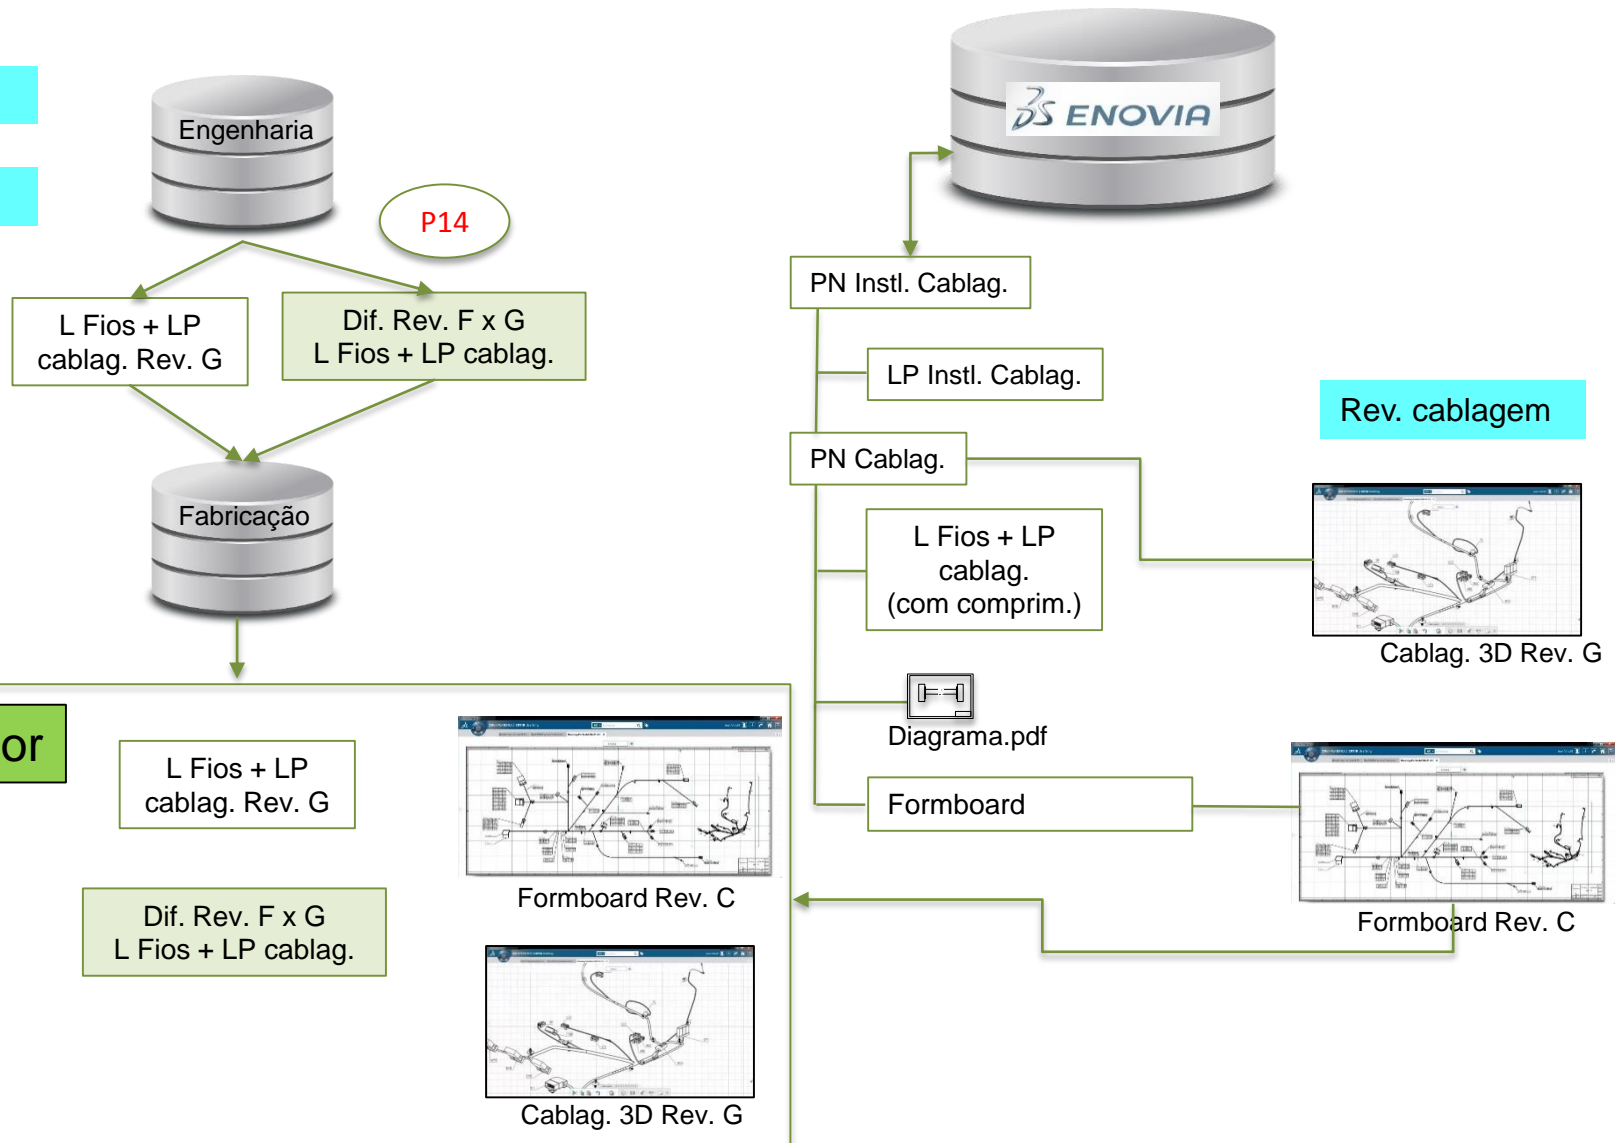 Engenharia
P14
L Fios + LP
cablag. Rev. G
Dif. Rev. F x G
L Fios + LP cablag.
Fabricação
or
L Fios + LP
cablag. Rev. G
Dif. Rev. F x G
L Fios + LP cablag.
Formboard Rev. C
Cablag. 3D Rev. G
ENOVIA
PN Instl. Cablag.
LP Instl. Cablag.
PN Cablag.
L Fios + LP
cablag.
(com comprim.)
Diagrama.pdf
Formboard
Rev. cablagem
Cablag. 3D Rev. G
Formboard Rev. C